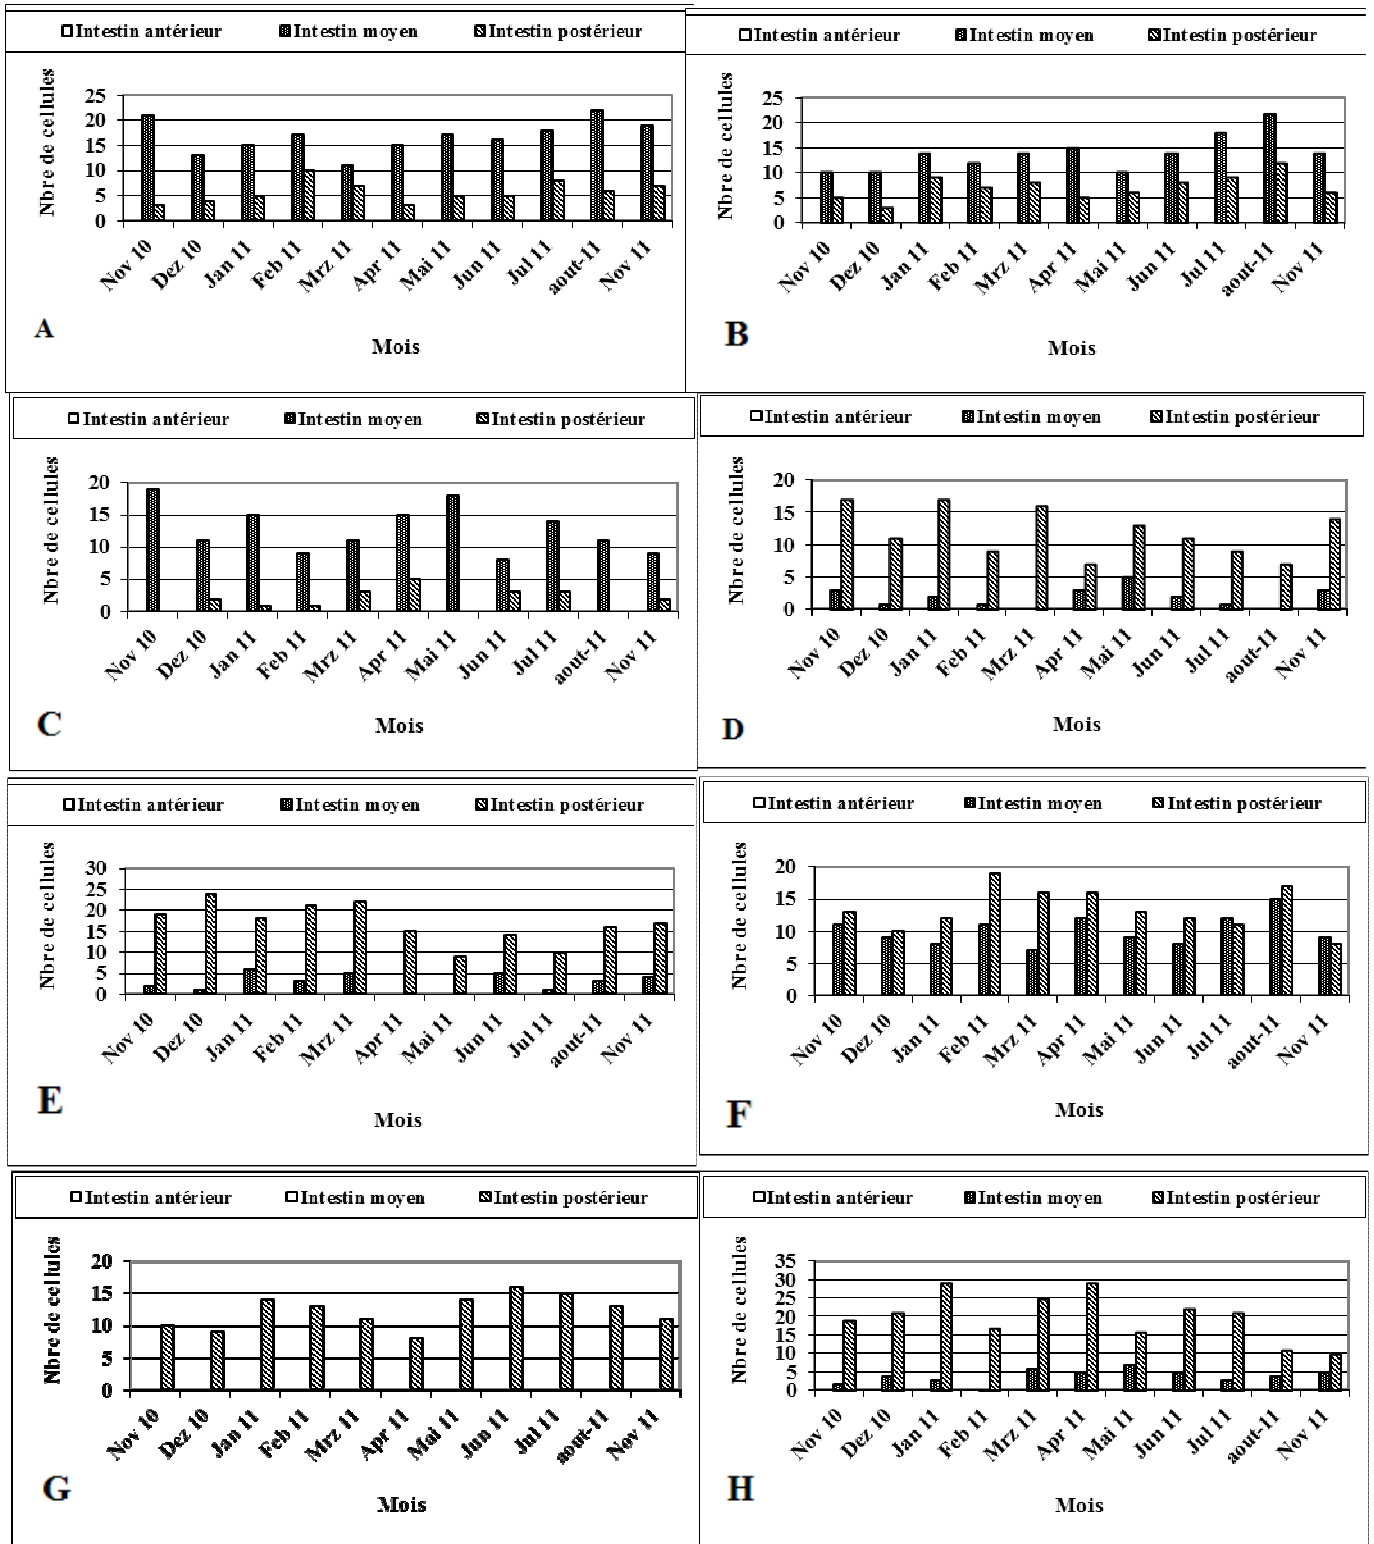 Intestin antérieur Intestin moyen Intestin postérieur
Nbre de cellules
25
20
15
10
5
0
Nov 10 Dez 10 Jan 11 Feb 11 Mrz 11 Apr 11 Mai 11 Jun 11 Jul 11 aout-11 Nov 11
A
Mois
Intestin antérieur Intestin moyen Intestin postérieur
Nbre de cellules
25
20
15
10
5
0
Nov 10 Dez 10 Jan 11 Feb 11 Mrz 11 Apr 11 Mai 11 Jun 11 Jul 11 aout-11 Nov 11
B
Mois
Intestin antérieur Intestin moyen Intestin postérieur
Nbre de cellules
20
15
10
5
0
Nov 10 Dez 10 Jan 11 Feb 11 Mrz 11 Apr 11 Mai 11 Jun 11 Jul 11 aout-11 Nov 11
C
Mois
Intestin antérieur Intestin moyen Intestin postérieur
Nbre de cellules
20
15
10
5
0
Nov 10 Dez 10 Jan 11 Feb 11 Mrz 11 Apr 11 Mai 11 Jun 11 Jul 11 aout-11 Nov 11
D
Mois
Intestin antérieur Intestin moyen Intestin postérieur
Nbre de cellules
30
25
20
15
10
5
0
Nov 10 Dez 10 Jan 11 Feb 11 Mrz 11 Apr 11 Mai 11 Jun 11 Jul 11 aout-11 Nov 11
E
Mois
Intestin antérieur Intestin moyen Intestin postérieur
Nbre de cellules
20
15
10
5
0
Nov 10 Dez 10 Jan 11 Feb 11 Mrz 11 Apr 11 Mai 11 Jun 11 Jul 11 aout-11 Nov 11
F
Mois
Intestin antérieur Intestin moyen Intestin postérieur
Nbre de cellules
20
15
10
5
0
Nov 10 Dez 10 Jan 11 Feb 11 Mrz 11 Apr 11 Mai 11 Jun 11 Jul 11 aout-11 Nov 11
G
Mois
Intestin antérieur Intestin moyen Intestin postérieur
Nbre de cellules
35
30
25
20
15
10
5
0
Nov 10 Dez 10 Jan 11 Feb 11 Mrz 11 Apr 11 Mai 11 Jun 11 Jul 11 aout-11 Nov 11
H
Mois